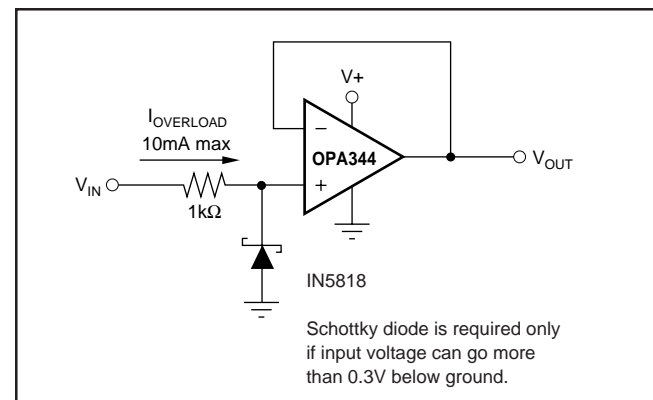 V+
IOVERLOAD
10mA max
−
OPA344
VOUT
VIN
+
1kΩ
IN5818
Schottky diode is required only
if input voltage can go more
than 0.3V below ground.